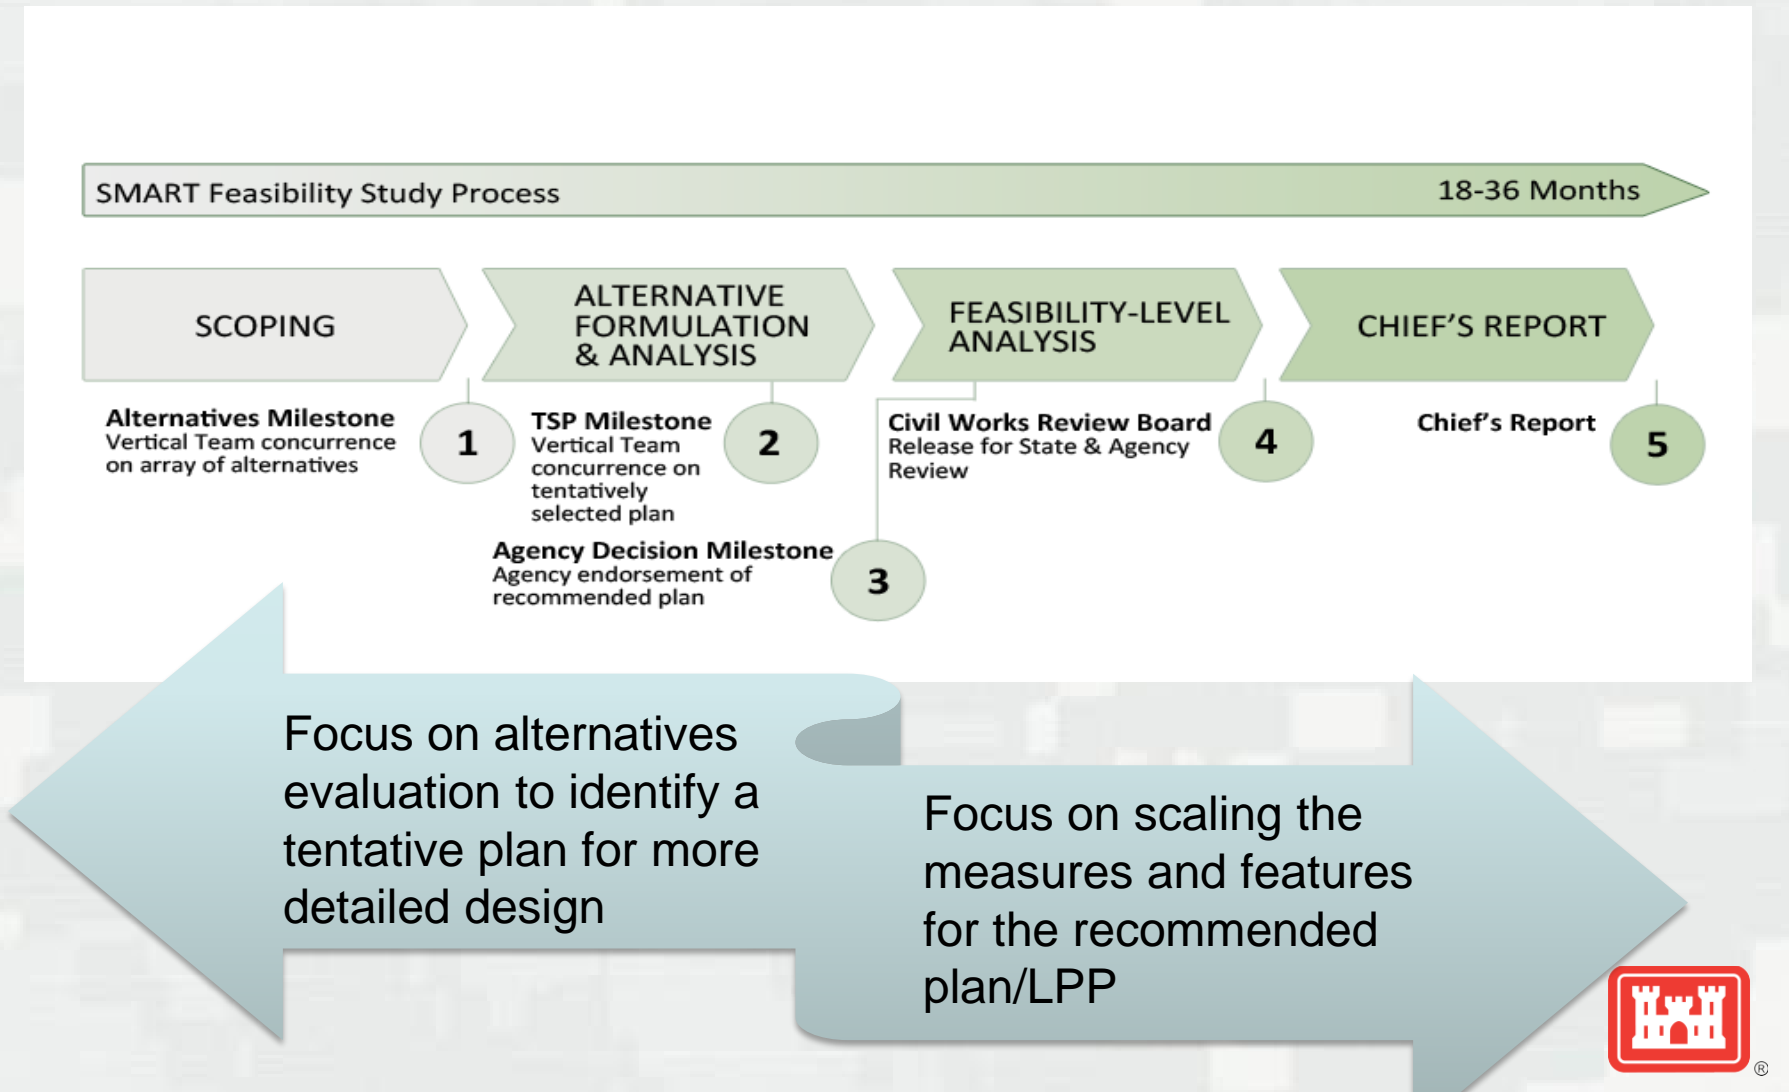 SMART Feasibility Study Process
18-36 Months
SCOPING
ALTERNATIVE
FORMULATION
& ANALYSIS
FEASIBILITY-LEVEL
ANALYSIS
CHIEF'S REPORT
Alternatives Milestone
Vertical Team concurrence
on array of alternatives
1
TSP Milestone
Vertical Team
concurrence on
tentatively
selected plan
2
Agency Decision Milestone
Agency endorsement of
recommended plan
3
Civil Works Review Board
Release for State & Agency
Review
4
Chief's Report
5
Focus on alternatives
evaluation to identify a
tentative plan for more
detailed design
Focus on scaling the
measures and features
for the recommended
plan/LPP
®